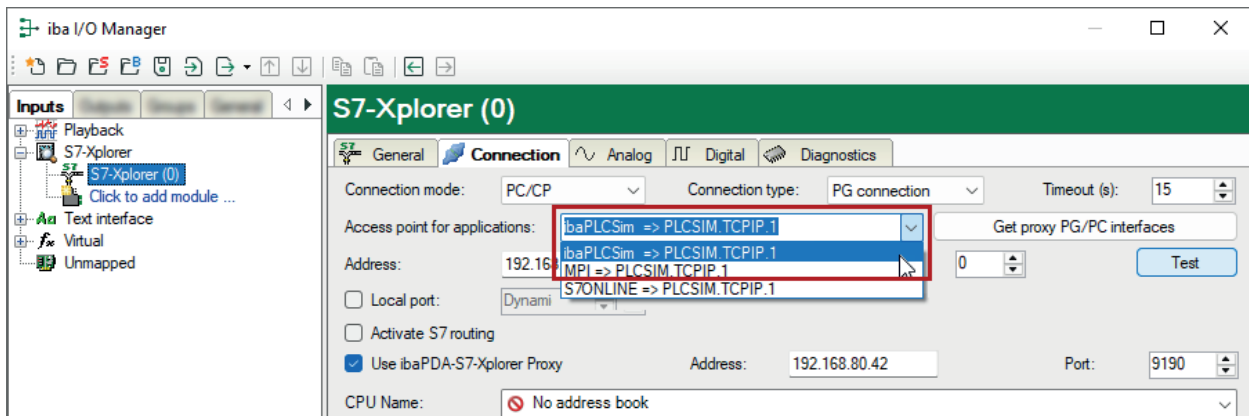 iba I/O Manager
Inputs
S7-Xplorer (0)
Playback
S7-Xplorer
S7-Xplorer (0)
Click to add module ...
Text interface
Virtual
Unmapped
General Connection Analog Digital Diagnostics
Connection mode: PC/CP Connection type: PG connection Timeout (s): 15
Access point for applications: ibaPLCSim => PLCSIM.TCPIP.1 Get proxy PG/PC interfaces
ibaPLCSim => PLCSIM.TCPIP.1
Address: 192.168 MPI => PLCSIM.TCPIP.1 0 Test
S7ONLINE => PLCSIM.TCPIP.1
Local port: Dynami
Activate S7 routing
Use ibaPDA-S7-Xplorer Proxy Address: 192.168.80.42 Port: 9190
CPU Name: No address book